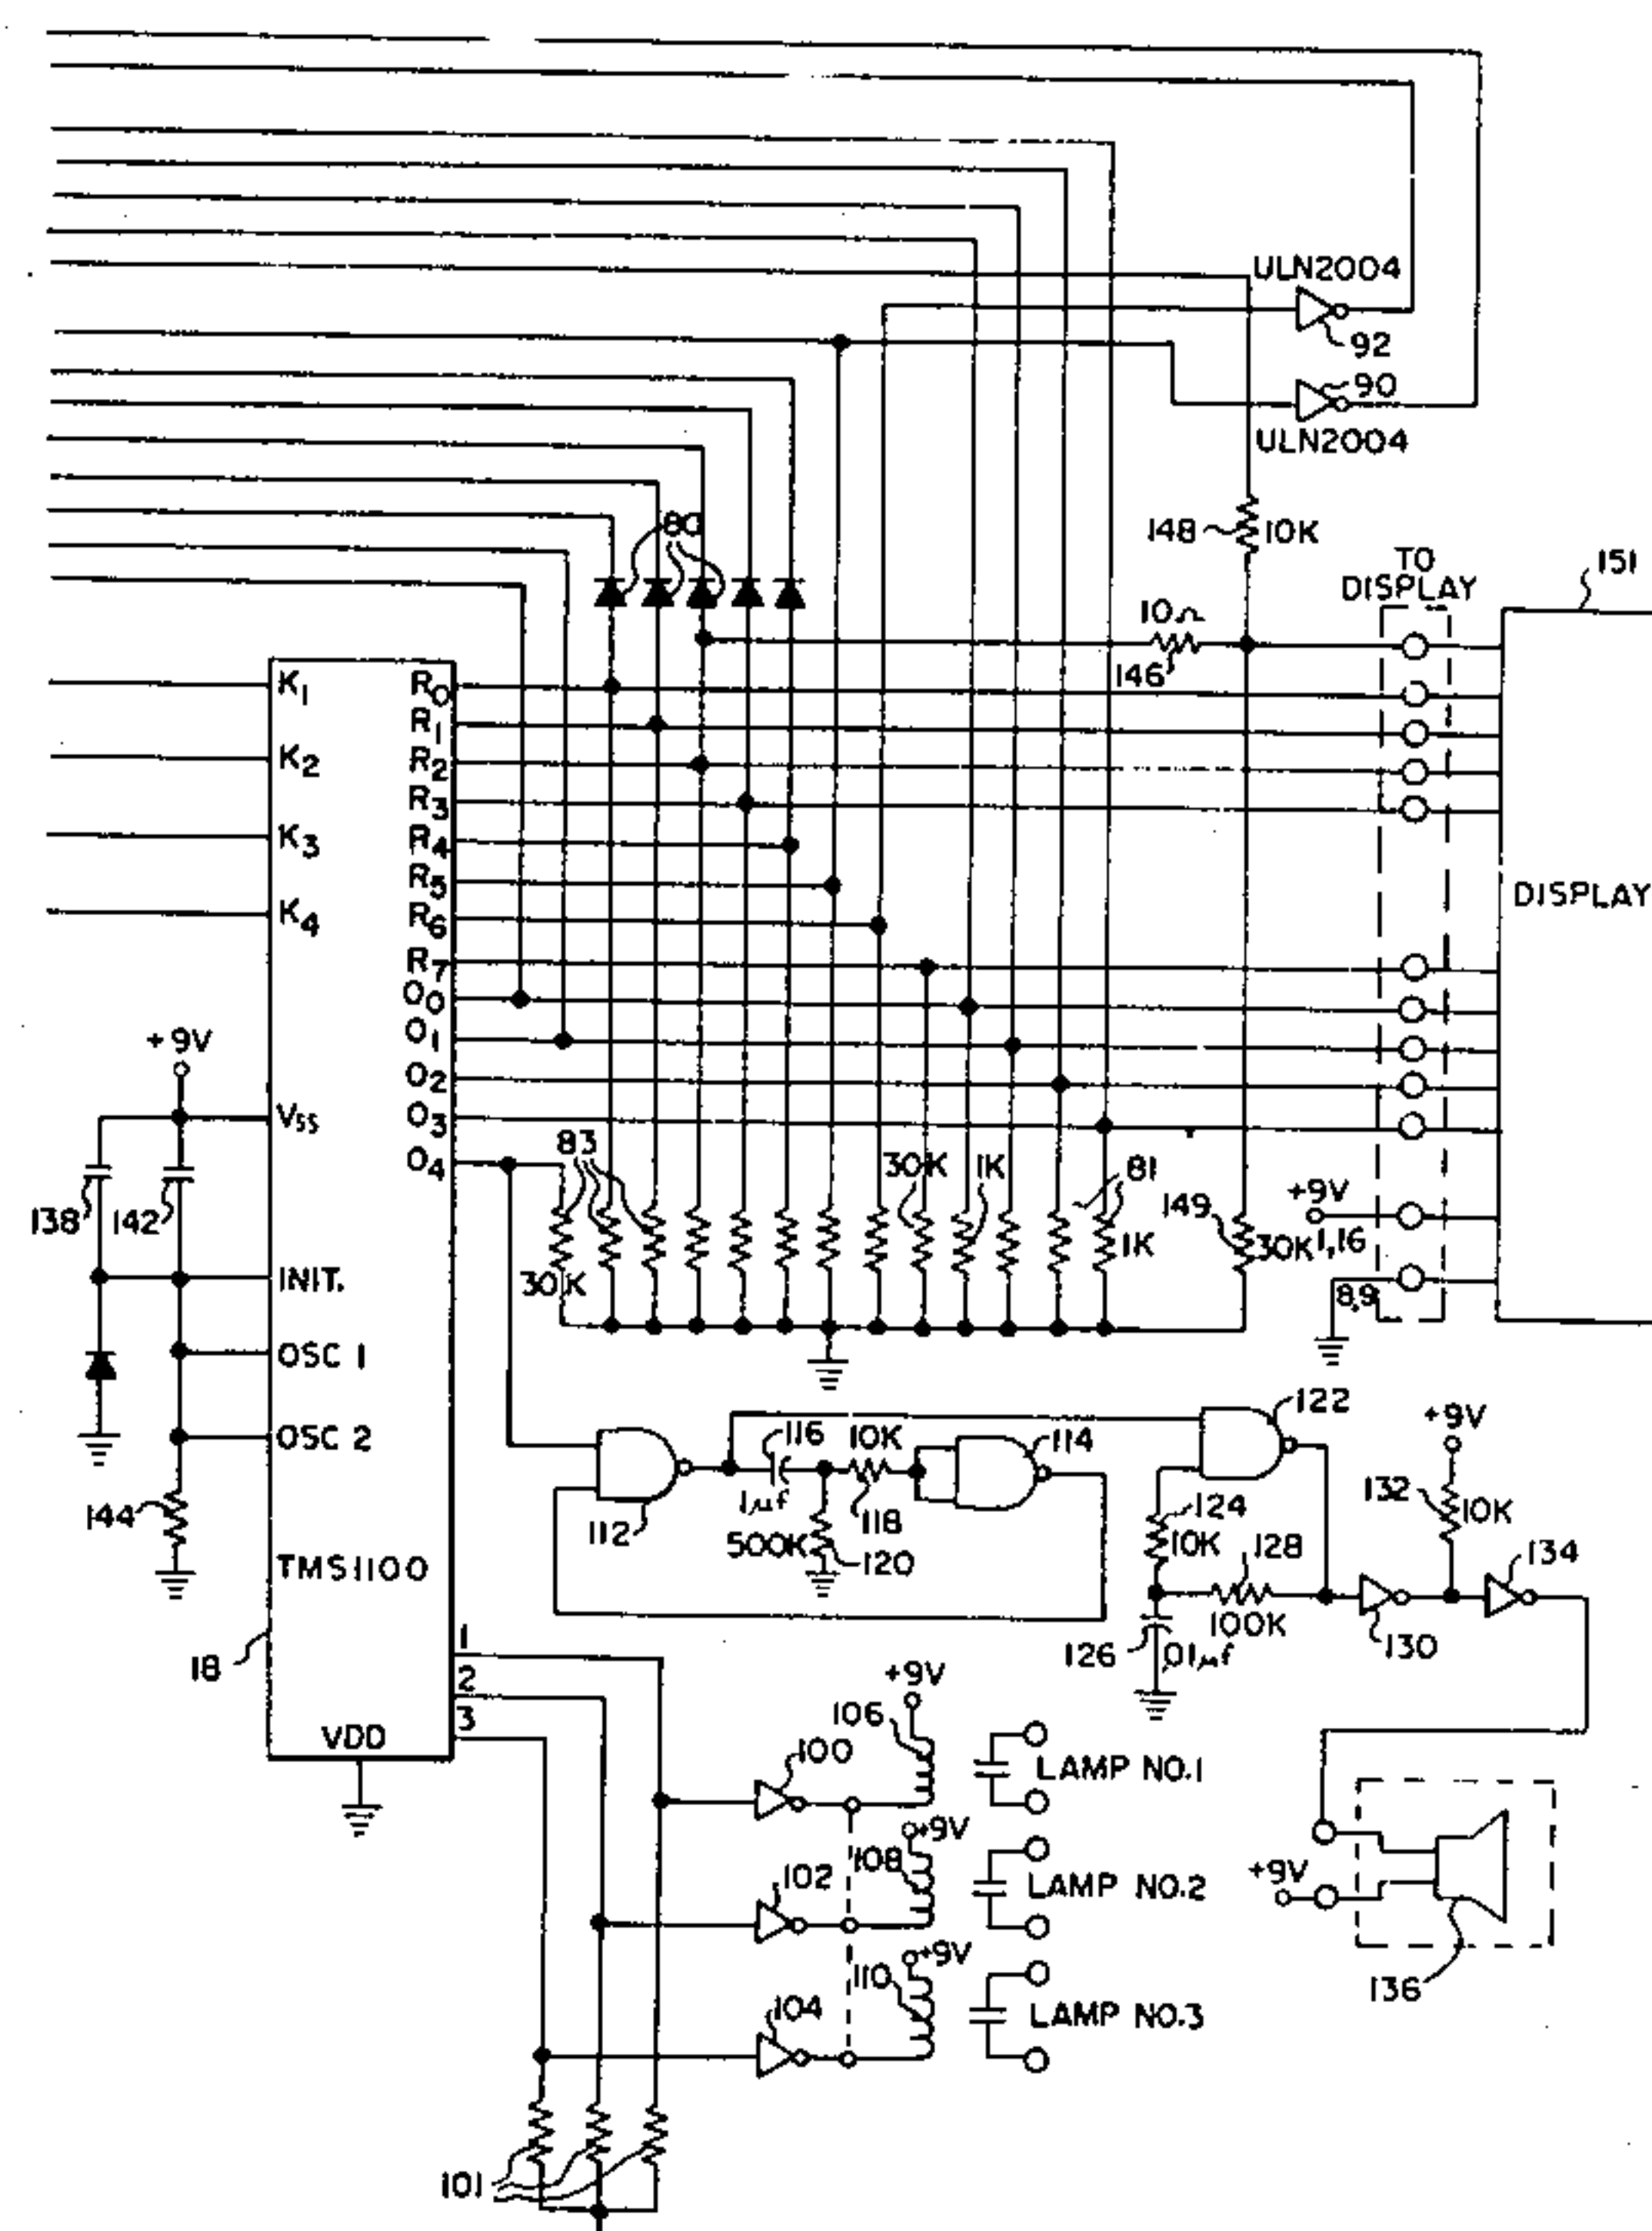 ULN2004
92
90
ULN2004
80
148
10K
TO
DISPLAY
151
10Ω
146
K1
R0
R1
K2
R2
R3
K3
R4
R5
DISPLAY
K4
R6
R7
O0
+9V
O1
O2
VSS
O3
O4
83
30K
1K
81
149
+9V
138
142
1K
30K
1,16
INIT.
30K
8,9
OSC 1
122
+9V
OSC 2
116
10K
114
144
1μf
118
124
132
10K
112
500K
120
10K
128
134
TMS1100
100K
1
126
.01μf
130
18
2
+9V
3
106
VDD
100
LAMP NO.1
+9V
108
102
LAMP NO.2
+9V
+9V
110
136
104
LAMP NO.3
101